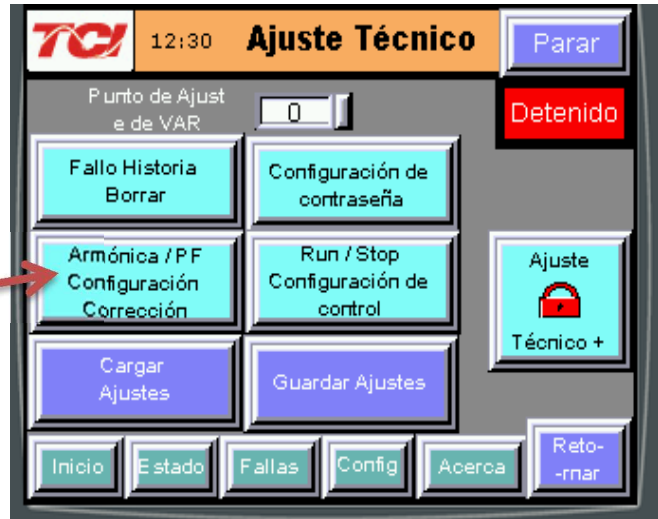 TCI 12:30 Ajuste Técnico Parar
Punto de Ajust
e de VAR
0
Detenido
Fallo Historia
Borrar
Configuración de
contraseña
Armónica / PF
Configuración
Corrección
Run / Stop
Configuración de
control
Ajuste
Técnico +
Cargar
Ajustes
Guardar Ajustes
Inicio Estado Fallas Config Acerca
Reto-
-rnar